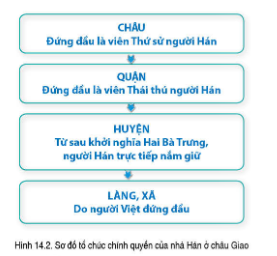 CHÂU
Đứng đầu là viên Thứ sử người Hán
QUẬN
Đứng đầu là viên Thái thú người Hán
HUYỆN
Từ sau khởi nghĩa Hai Bà Trưng,
người Hán trực tiếp nắm giữ
LÀNG, XÃ
Do người Việt đứng đầu
Hình 14.2. Sơ đồ tổ chức chính quyền của nhà Hán ở châu Giao